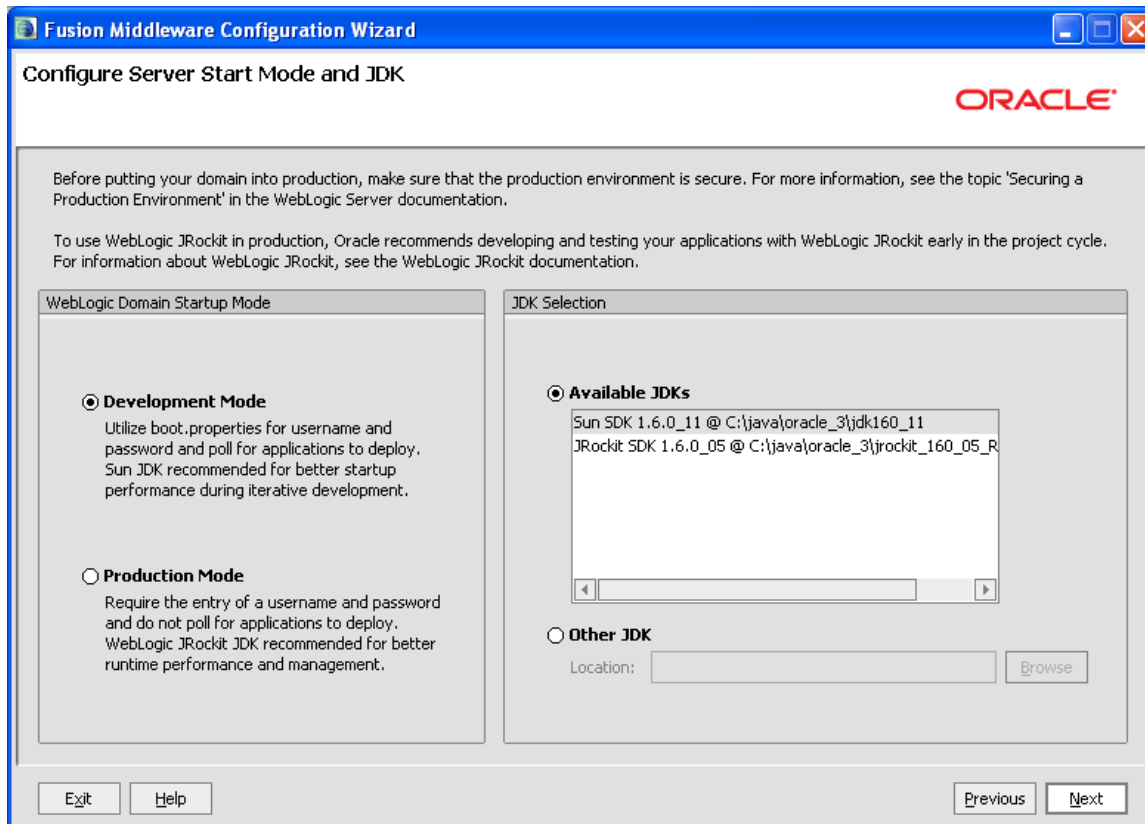 Fusion Middleware Configuration Wizard
Configure Server Start Mode and JDK
ORACLE
Before putting your domain into production, make sure that the production environment is secure. For more information, see the topic 'Securing a
Production Environment' in the WebLogic Server documentation.
To use WebLogic JRockit in production, Oracle recommends developing and testing your applications with WebLogic JRockit early in the project cycle.
For information about WebLogic JRockit, see the WebLogic JRockit documentation.
WebLogic Domain Startup Mode
Development Mode
Utilize boot.properties for username and
password and poll for applications to deploy.
Sun JDK recommended for better startup
performance during iterative development.
Production Mode
Require the entry of a username and password
and do not poll for applications to deploy.
WebLogic JRockit JDK recommended for better
runtime performance and management.
JDK Selection
Available JDKs
Sun SDK 1.6.0_11 @ C:\java\oracle_3\jdk160_11
JRockit SDK 1.6.0_05 @ C:\java\oracle_3\jrockit_160_05_R
Other JDK
Location:
Browse
Exit
Help
Previous
Next